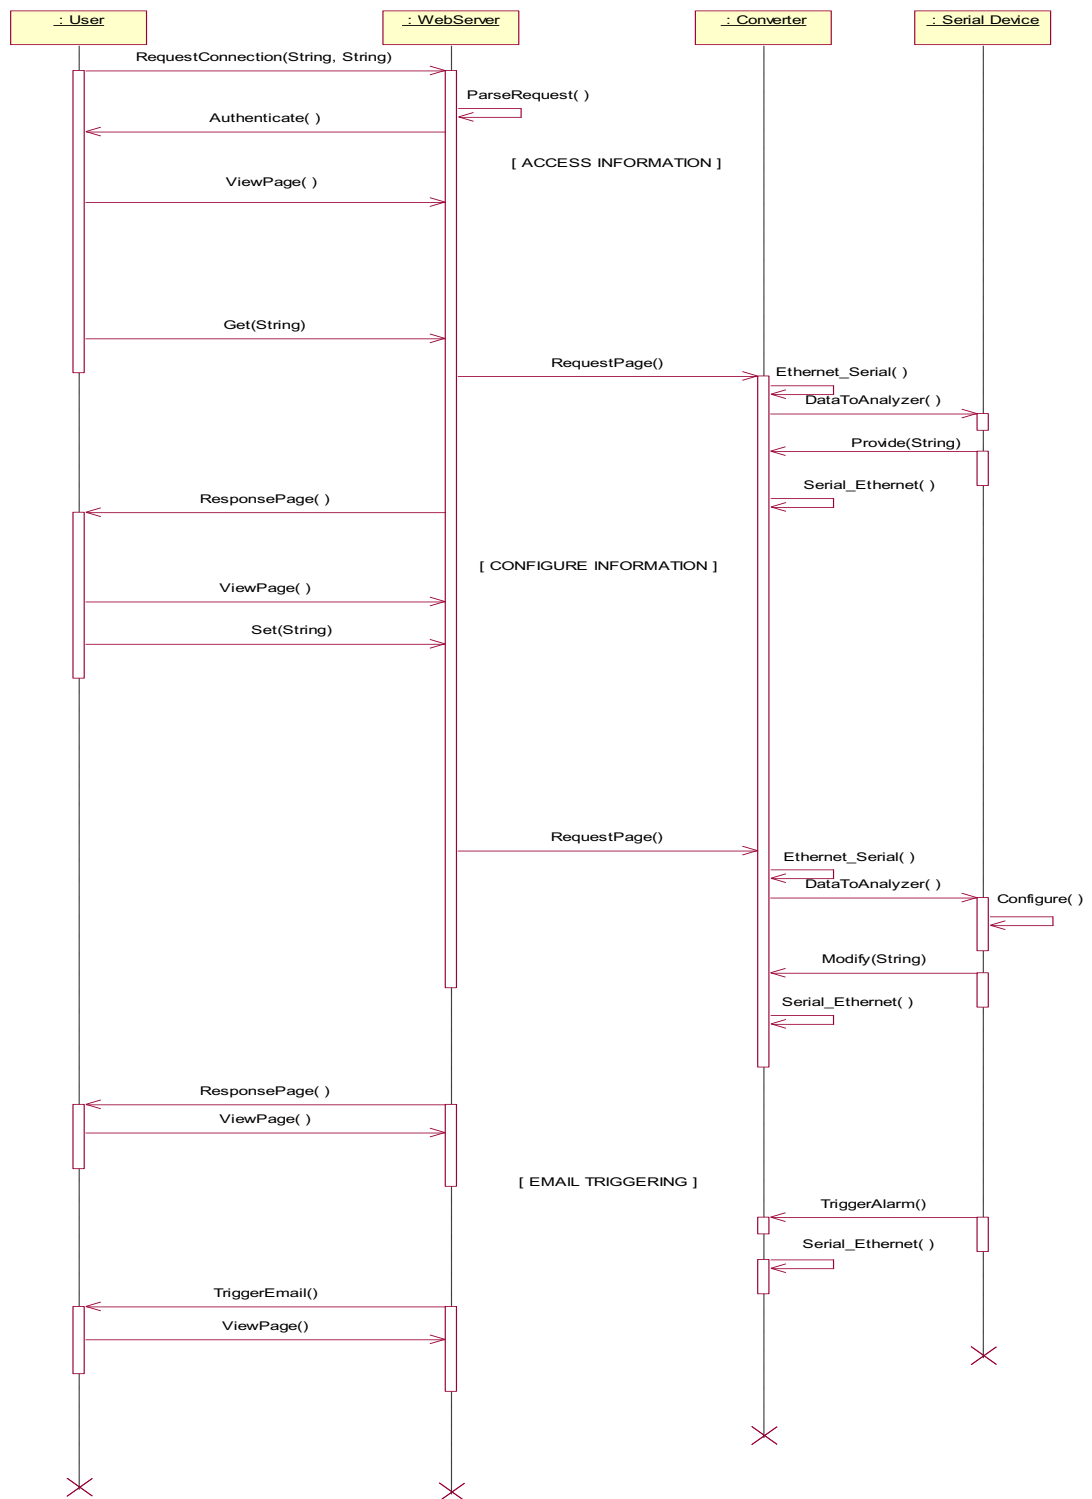 : User
: WebServer
: Converter
: Serial Device
RequestConnection(String, String)
ParseRequest( )
Authenticate( )
[ ACCESS INFORMATION ]
ViewPage( )
Get(String)
RequestPage()
Ethernet_Serial( )
DataToAnalyzer( )
Provide(String)
Serial_Ethernet( )
ResponsePage( )
[ CONFIGURE INFORMATION ]
ViewPage( )
Set(String)
RequestPage()
Ethernet_Serial( )
DataToAnalyzer( )
Configure( )
Modify(String)
Serial_Ethernet( )
ResponsePage( )
ViewPage( )
[ EMAIL TRIGGERING ]
TriggerAlarm()
Serial_Ethernet( )
TriggerEmail()
ViewPage()